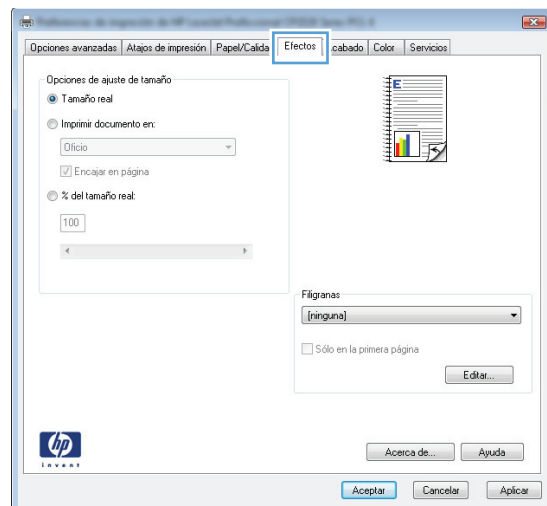 Opciones avanzadas Atajos de impresión Papel/Calida Efectos cabado Color Servicios
Opciones de ajuste de tamaño
Tamaño real
Imprimir documento en:
Oficio
Encajar en página
% del tamaño real:
100
E
Filigranas
[ninguna]
Sólo en la primera página
Editar...
hp
invent
Acerca de... Ayuda
Aceptar Cancelar Aplicar